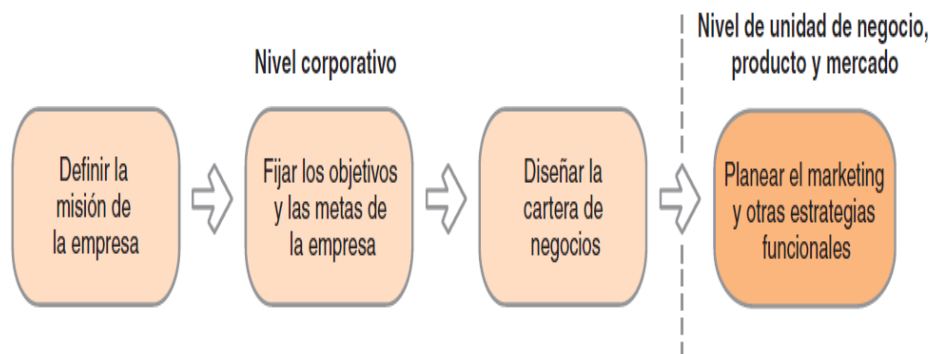 Nivel corporativo
Nivel de unidad de negocio,
producto y mercado
Definir la
misión de
la empresa
Fijar los objetivos
y las metas de
la empresa
Diseñar la
cartera de
negocios
Planear el marketing
y otras estrategias
funcionales